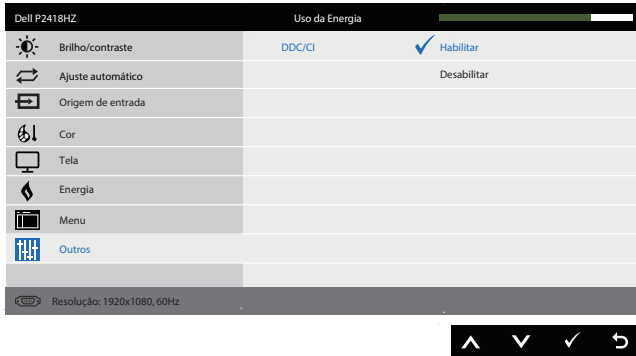 Dell P2418HZ Uso da Energia
Brilho/contraste DDC/CI Habilitar
Ajuste automático Desabilitar
Origem de entrada
Cor
Tela
Energia
Menu
Outros
Resolução: 1920x1080, 60Hz